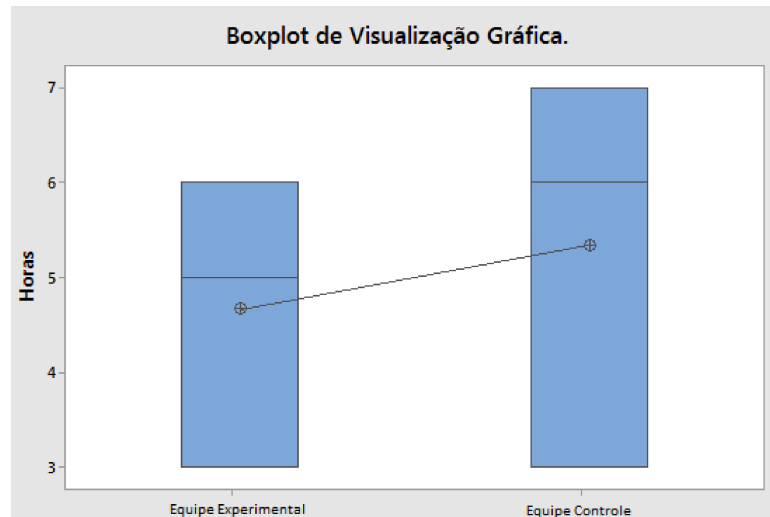 Boxplot de Visualização Gráfica.
7
6
5
4
3
Horas
Equipe Experimental
Equipe Controle